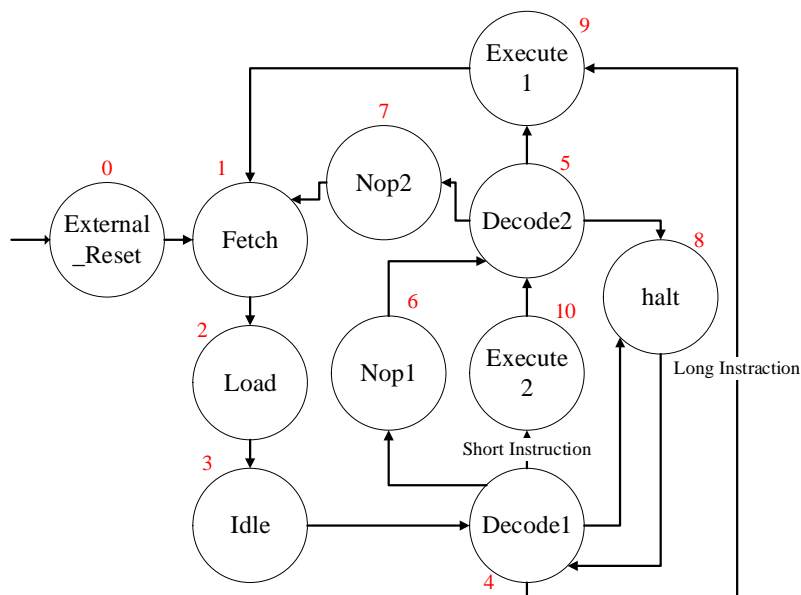 9
Execute
1
7
0
1
5
Nop2
External
_Reset
Fetch
Decode2
8
halt
6
10
2
Load
Nop1
Execute
2
Long Instraction
Short Instruction
3
Idle
Decode1
4